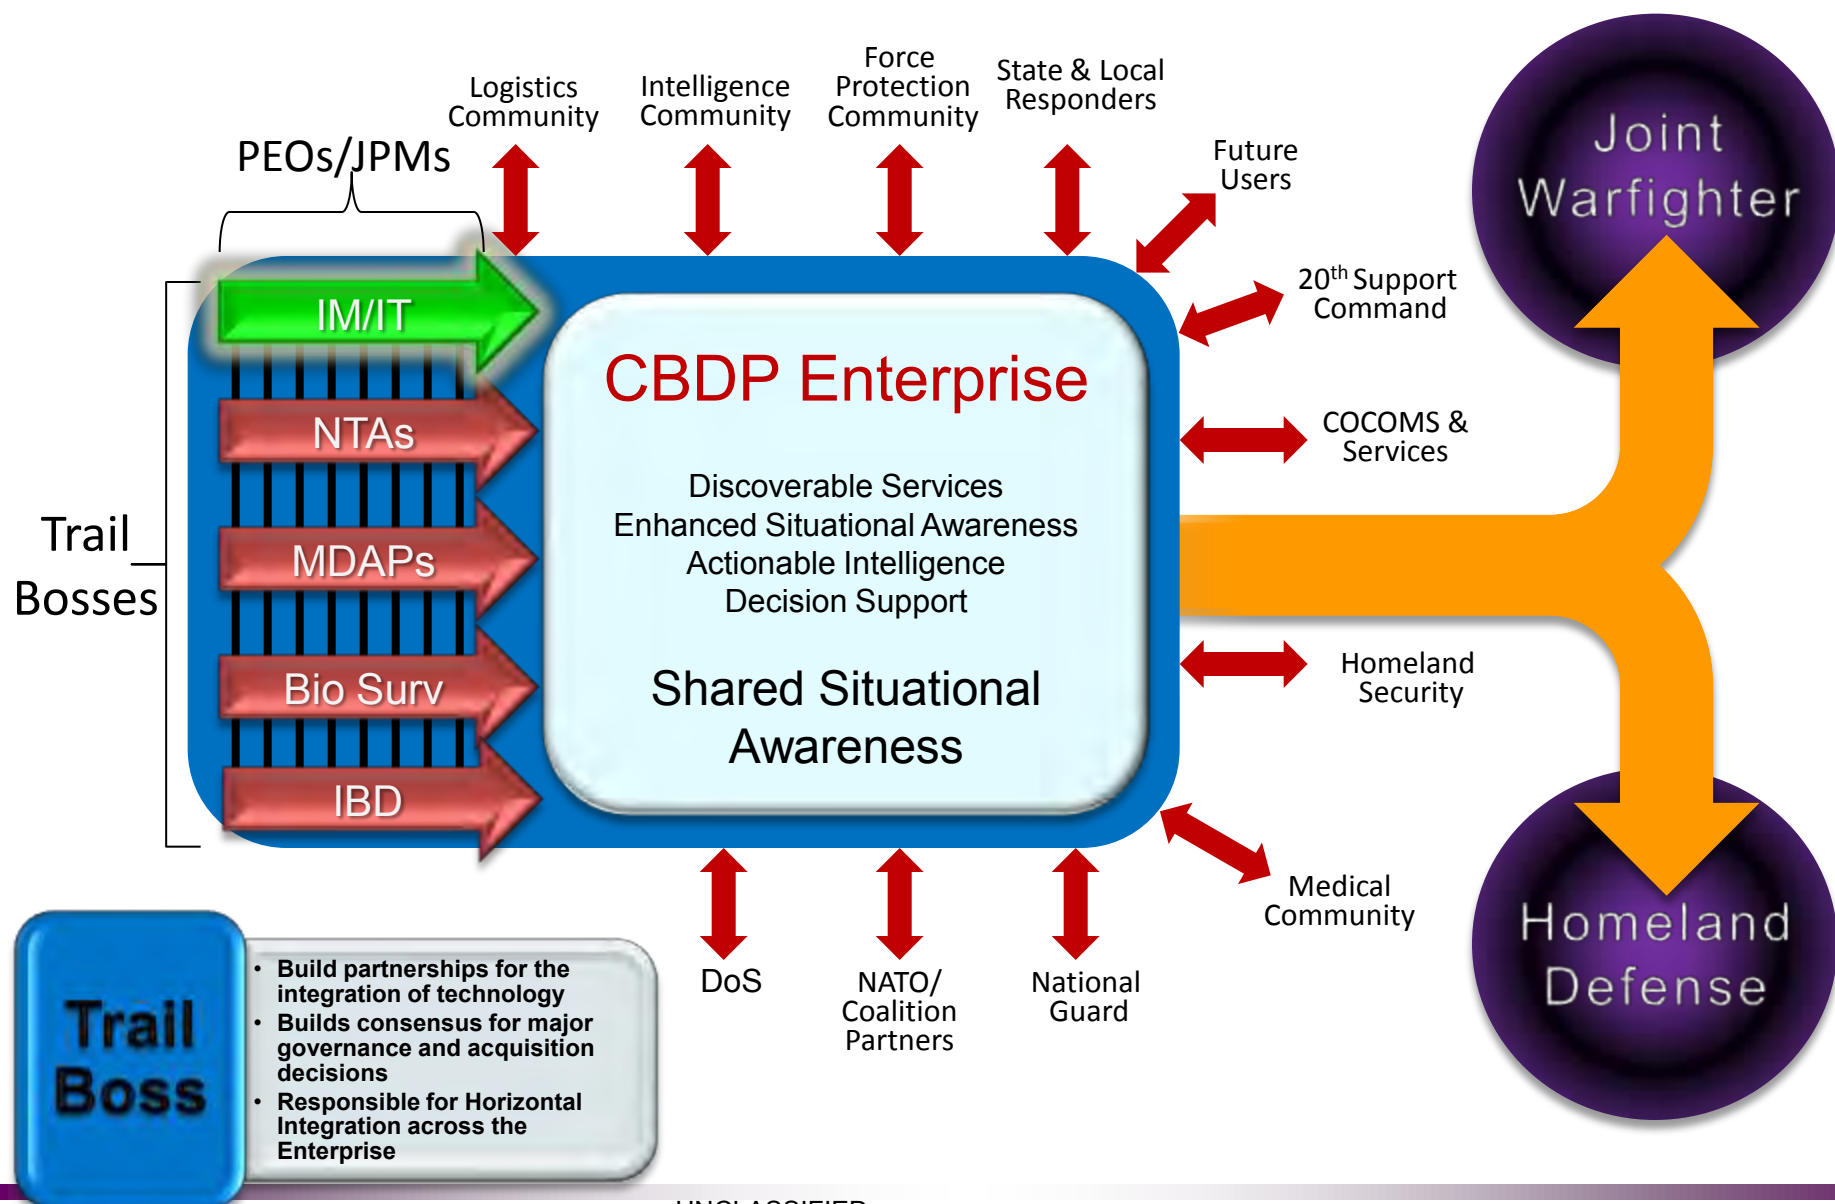 Logistics
Community
Intelligence
Community
Force
Protection
Community
State & Local
Responders
Future
Users
20th Support
Command
COCOMS &
Services
Homeland
Security
Medical
Community
Joint
Warfighter
Homeland
Defense
PEOs/JPMs
Trail
Bosses
IM/IT
NTAs
MDAPs
Bio Surv
IBD
CBDP Enterprise
Discoverable Services
Enhanced Situational Awareness
Actionable Intelligence
Decision Support
Shared Situational
Awareness
DoS
NATO/
Coalition
Partners
National
Guard
Trail
Boss
• Build partnerships for the
integration of technology
• Builds consensus for major
governance and acquisition
decisions
• Responsible for Horizontal
Integration across the
Enterprise
UNCLASSIFIED